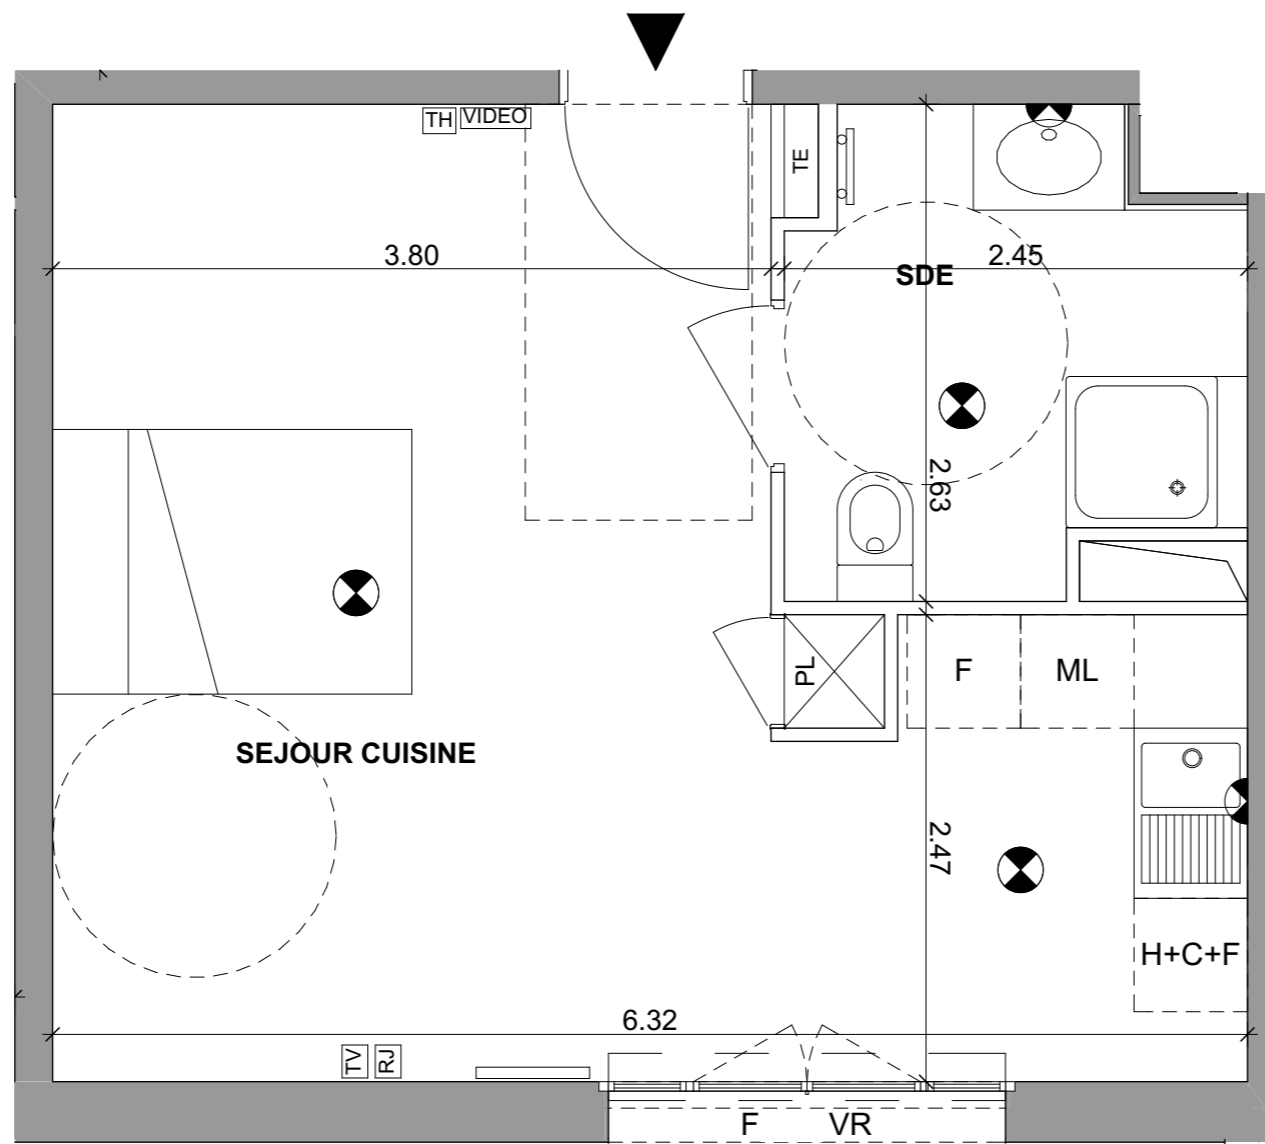 TH
VIDEO
TE
3.80
2.45
SDE
2.63
PL
F
ML
SEJOUR CUISINE
2.47
H+C+F
6.32
TV
RJ
F
VR